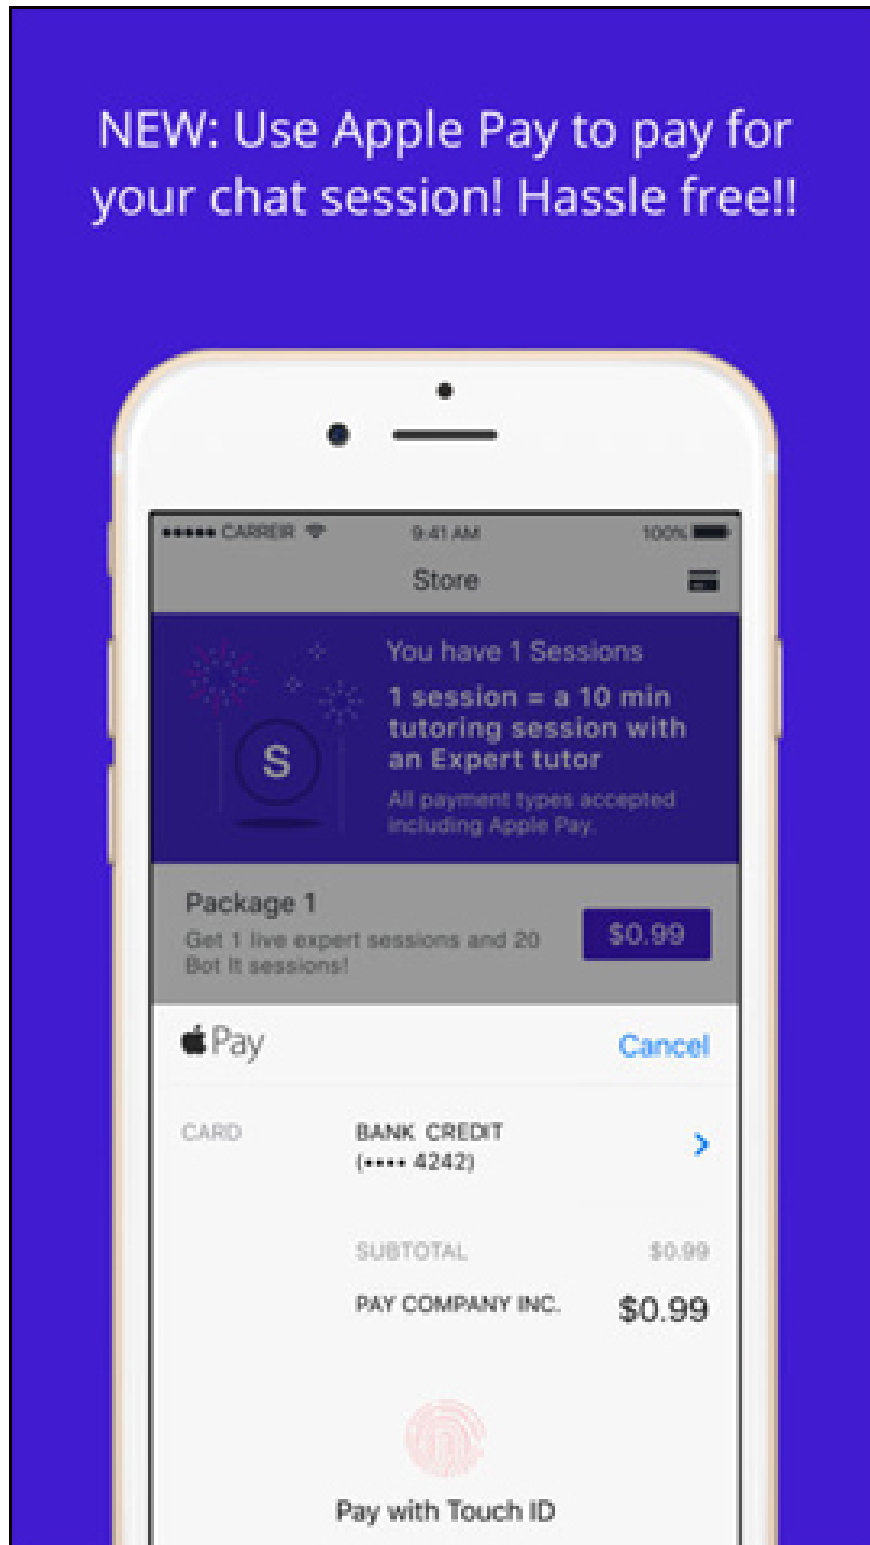 NEW: Use Apple Pay to pay for
your chat session! Hassle free!!
CARREIR 9:41 AM 100%
Store
You have 1 Sessions
1 session = a 10 min
tutoring session with
an Expert tutor
S
All payment types accepted
including Apple Pay.
Package 1
Get 1 live expert sessions and 20
Bot It sessions!
$0.99
Pay Cancel
CARD BANK CREDIT
(•••• 4242)
SUBTOTAL $0.99
PAY COMPANY INC. $0.99
Pay with Touch ID